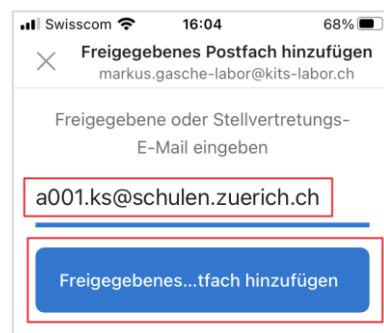 Swisscom 16:04 68%
Freigegebenes Postfach hinzufügen
markus.gasche-labor@kits-labor.ch
Freigegebene oder Stellvertretungs-
E-Mail eingeben
a001.ks@schulen.zuerich.ch
Freigegebenes...tfach hinzufügen